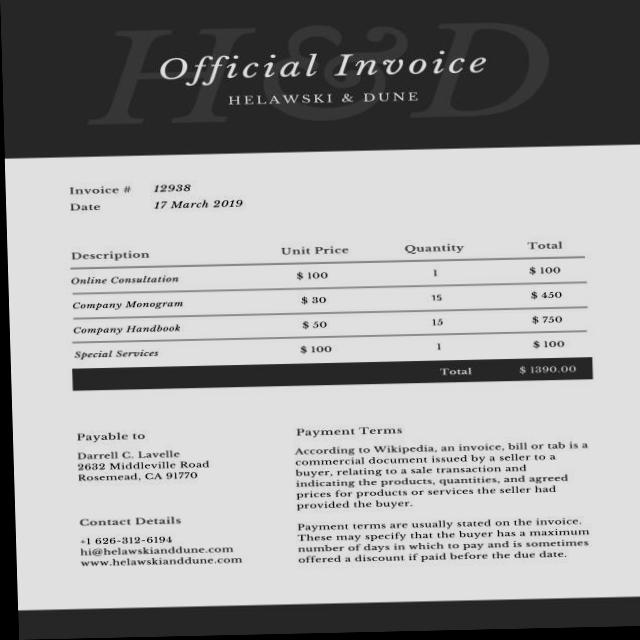 H&D
Official Invoice
HELAWSKI & DUNE
Invoice # 12938
Date 17 March 2019
Description Unit Price Quantity Total
Online Consultation $ 100 1 $ 100
Company Monogram $ 30 15 $ 450
Company Handbook $ 50 15 $ 750
Special Services $ 100 1 $ 100
Total $ 1390.00
Payable to
Darrell C. Lavelle
2632 Middleville Road
Rosemead, CA 91770
Contact Details
+1 626-312-6194
hi@helawskianddune.com
www.helawskianddune.com
Payment Terms
According to Wikipedia, an invoice, bill or tab is a
commercial document issued by a seller to a
buyer, relating to a sale transaction and
indicating the products, quantities, and agreed
prices for products or services the seller had
provided the buyer.
Payment terms are usually stated on the invoice.
These may specify that the buyer has a maximum
number of days in which to pay and is sometimes
offered a discount if paid before the due date.